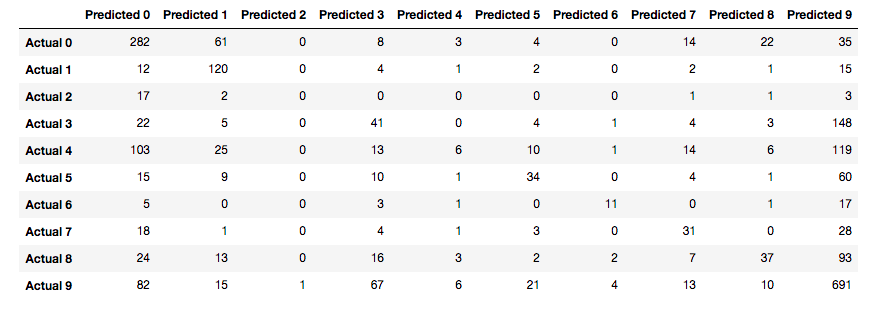 Predicted 0 Predicted 1 Predicted 2 Predicted 3 Predicted 4 Predicted 5 Predicted 6 Predicted 7 Predicted 8 Predicted 9
Actual 0 282 61 0 8 3 4 0 14 22 35
Actual 1 12 120 0 4 1 2 0 2 1 15
Actual 2 17 2 0 0 0 0 0 1 1 3
Actual 3 22 5 0 41 0 4 1 4 3 148
Actual 4 103 25 0 13 6 10 1 14 6 119
Actual 5 15 9 0 10 1 34 0 4 1 60
Actual 6 5 0 0 3 1 0 11 0 1 17
Actual 7 18 1 0 4 1 3 0 31 0 28
Actual 8 24 13 0 16 3 2 2 7 37 93
Actual 9 82 15 1 67 6 21 4 13 10 691